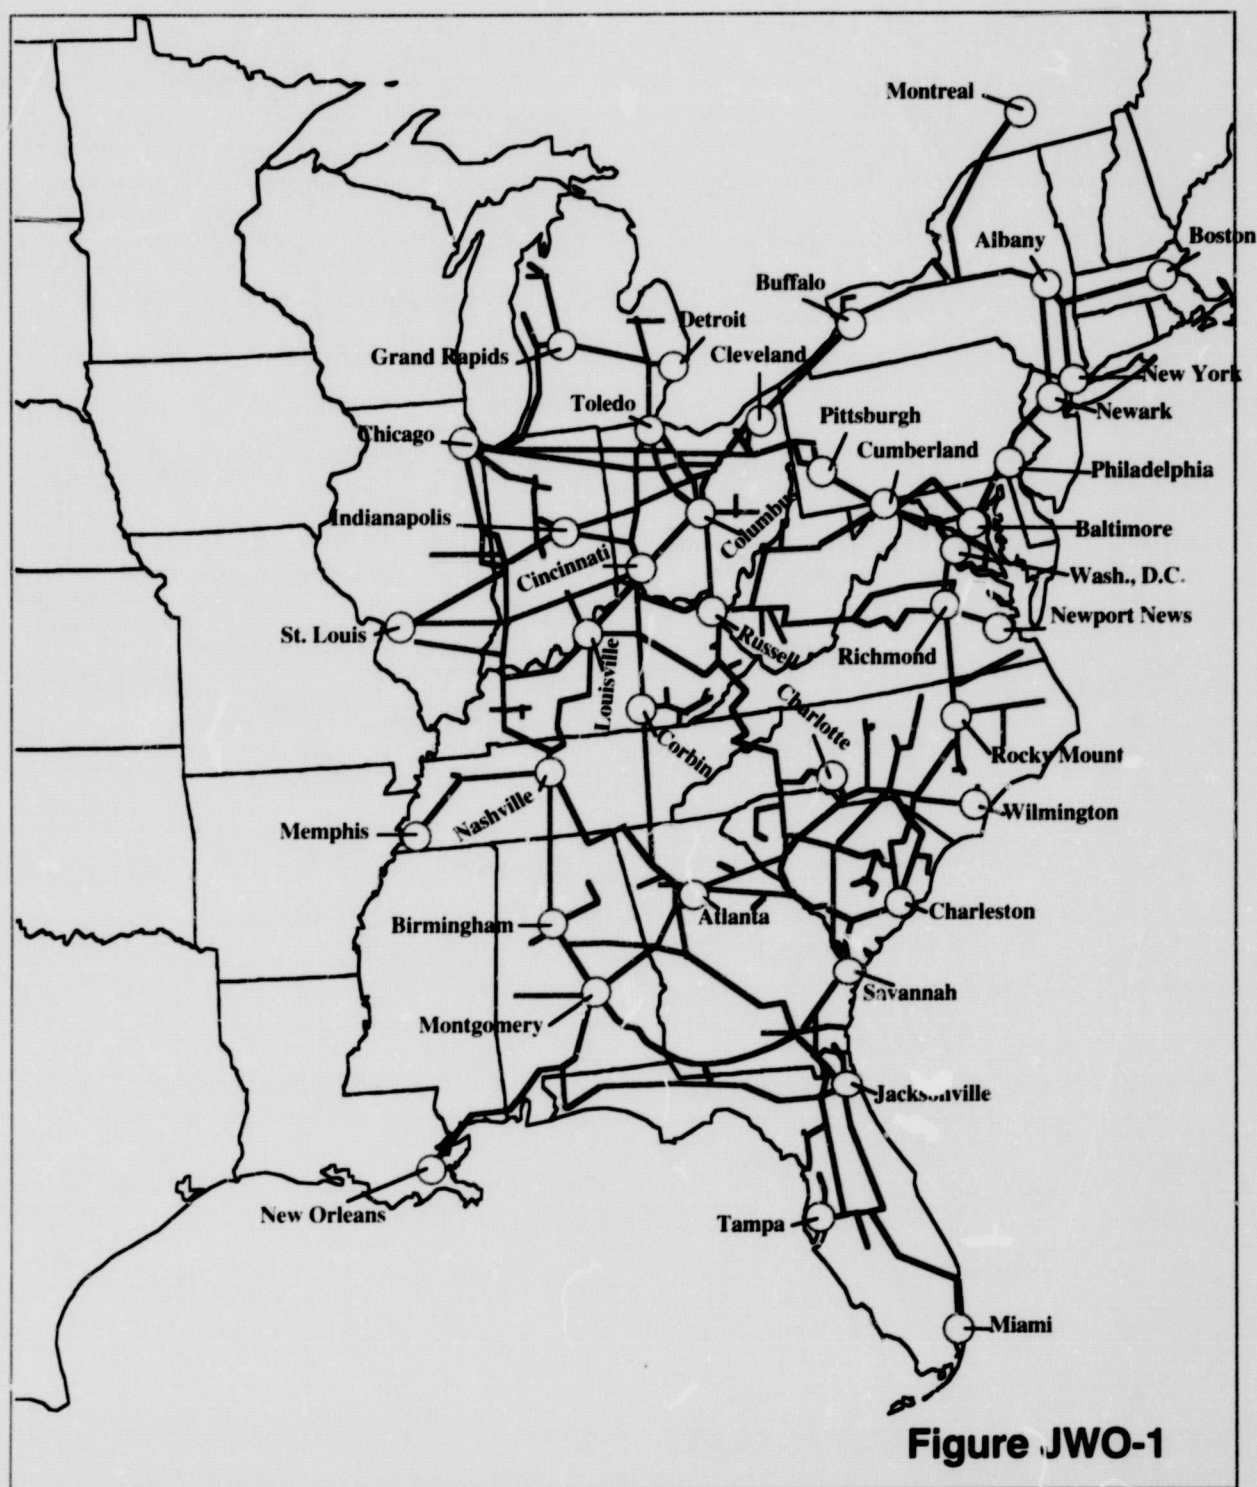 Montreal
Albany
Boston
Buffalo
Detroit
Grand Rapids
Cleveland
New York
Toledo
Newark
Pittsburgh
Chicago
Cumberland
Philadelphia
Indianapolis
Columbus
Baltimore
Cincinnati
Wash., D.C.
Newport News
St. Louis
Russell
Richmond
Louisville
Charlotte
Corbin
Rocky Mount
Nashville
Wilmington
Memphis
Atlanta
Charleston
Birmingham
Savannah
Montgomery
Jacksonville
New Orleans
Tampa
Miami
Figure JWO-1